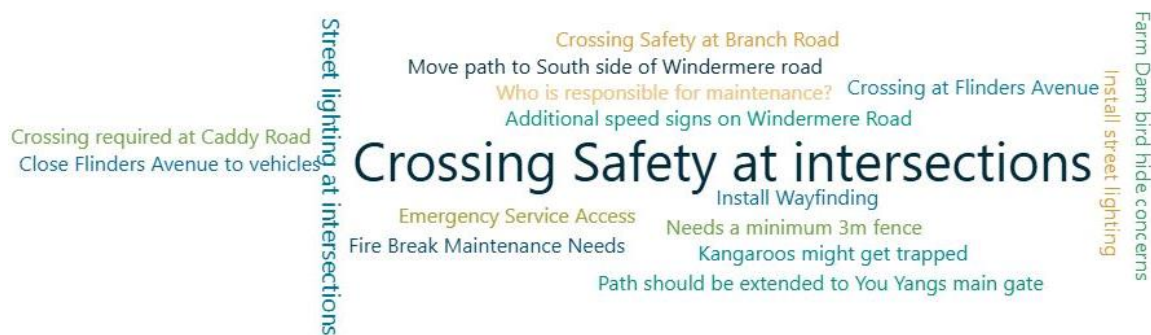 Crossing Safety at Branch Road
Move path to South side of Windermere road
Who is responsible for maintenance?
Crossing at Flinders Avenue
Additional speed signs on Windermere Road
Crossing required at Caddy Road
Close Flinders Avenue to vehicles
Street lighting at intersections
Crossing Safety at intersections
Install street lighting
Farm Dam bird hide concerns
Install Wayfinding
Emergency Service Access
Needs a minimum 3m fence
Fire Break Maintenance Needs
Kangaroos might get trapped
Path should be extended to You Yangs main gate